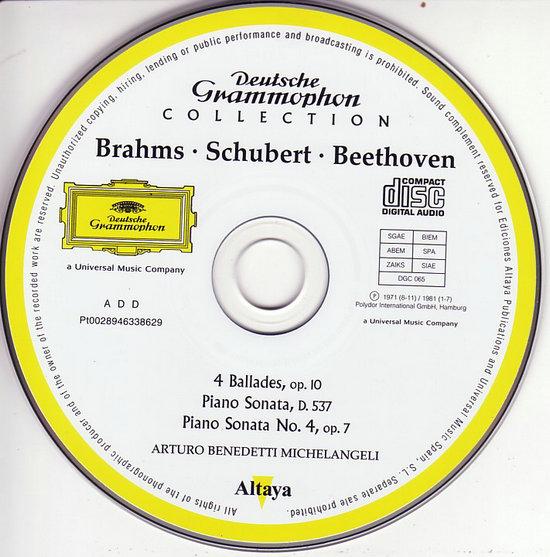 All rights of the phonographic producer and of the owner of the recorded work are reserved. Unauthorized copying, hiring, lending or public performance and broadcasting is prohibited. Sound complement reserved for Ediciones Altaya Publications and Universal Music Spain, S.L. Separate sale prohibited.
Deutsche
Grammophon
COLLECTION
Brahms · Schubert · Beethoven
Deutsche
Grammophon
a Universal Music Company
COMPACT
disc
DIGITAL AUDIO
SGAE BIEM
ABEM SPA
ZAIKS SIAE
DGC 065
A D D
Pt0028946338629
Ⓟ 1971 (8-11) / 1981 (1-7)
Polydor International GmbH, Hamburg
a Universal Music Company
4 Ballades, op. 10
Piano Sonata, D. 537
Piano Sonata No. 4, op. 7
ARTURO BENEDETTI MICHELANGELI
Altaya